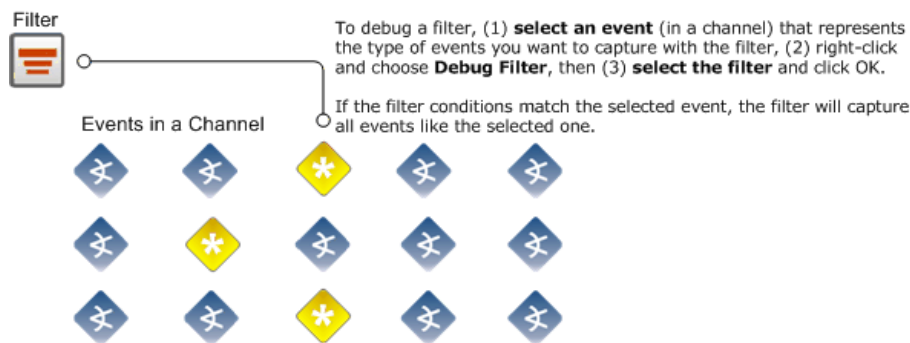 Filter
To debug a filter, (1) select an event (in a channel) that represents
the type of events you want to capture with the filter, (2) right-click
and choose Debug Filter, then (3) select the filter and click OK.
If the filter conditions match the selected event, the filter will capture
all events like the selected one.
Events in a Channel